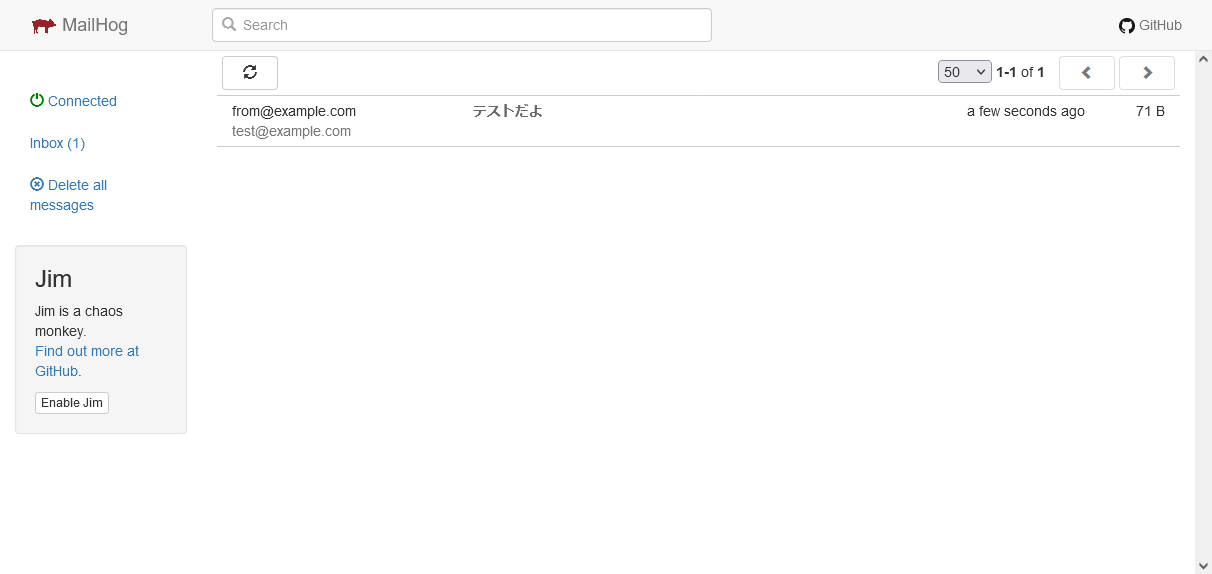 MailHog
Search
GitHub
Connected
Inbox (1)
Delete all
messages
Jim
Jim is a chaos
monkey.
Find out more at
GitHub.
Enable Jim
50 1-1 of 1
from@example.com テストだよ a few seconds ago 71 B
test@example.com